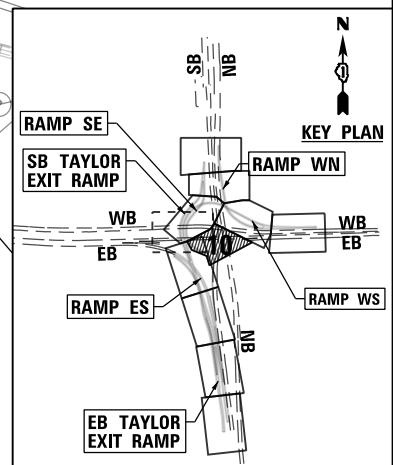 N
KEY PLAN
SB
NB
RAMP SE
SB TAYLOR
EXIT RAMP
RAMP WN
WB
EB
WB
EB
10
RAMP ES
RAMP WS
NB
EB TAYLOR
EXIT RAMP